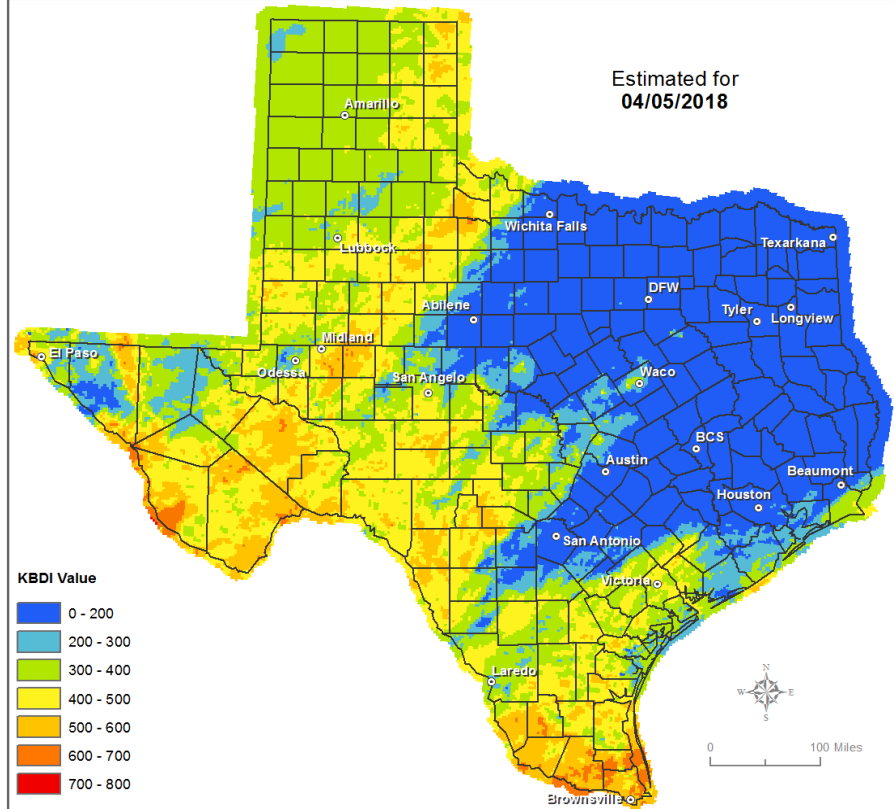 Estimated for
04/05/2018
Amarillo
Wichita Falls
Texarkana
Lubbock
DFW
Abilene
Tyler
Longview
Midland
El Paso
Odessa
San Angelo
Waco
BCS
Austin
Beaumont
Houston
San Antonio
Victoria
Laredo
Brownsville
KBDI Value
0 - 200
200 - 300
300 - 400
400 - 500
500 - 600
600 - 700
700 - 800
N
W E
S
0 100 Miles